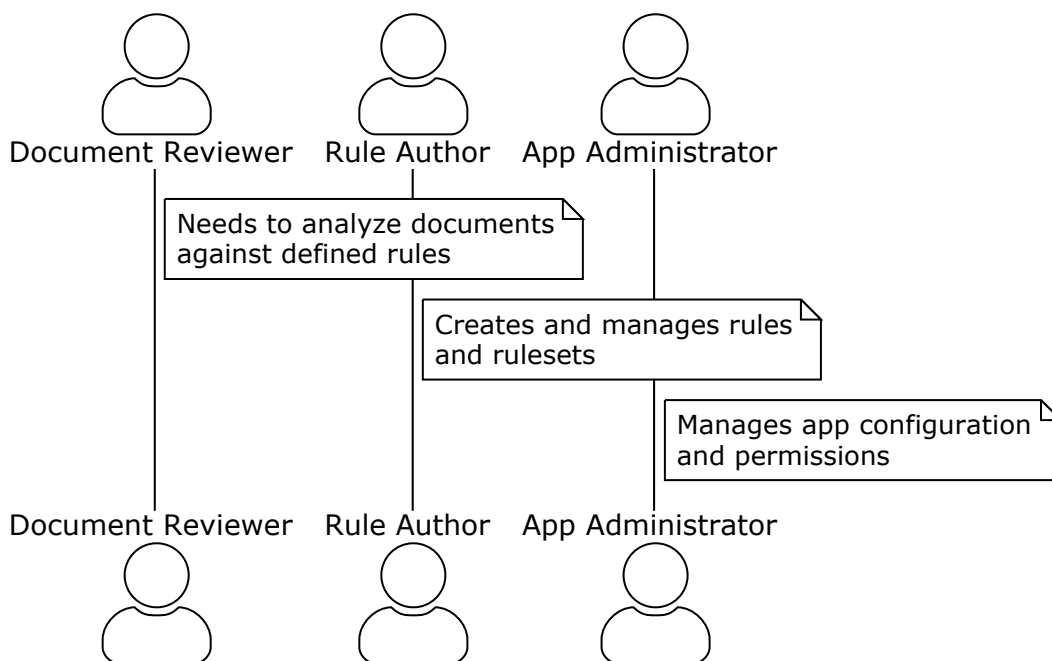 Document Reviewer
Rule Author
App Administrator
Needs to analyze documents
against defined rules
Creates and manages rules
and rulesets
Manages app configuration
and permissions
Document Reviewer
Rule Author
App Administrator